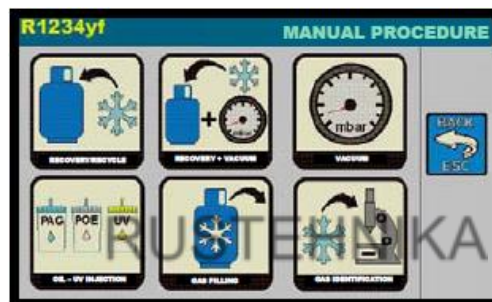 R1234yf
MANUAL PROCEDURE
RECOVERY/RECYCLE
mbar
RECOVERY + VACUUM
mbar
VACUUM
BACK
ESC
PAG POE UV
OIL - UV INJECTION
GAS FILLING
GAS IDENTIFICATION
RUSTEHNIKA